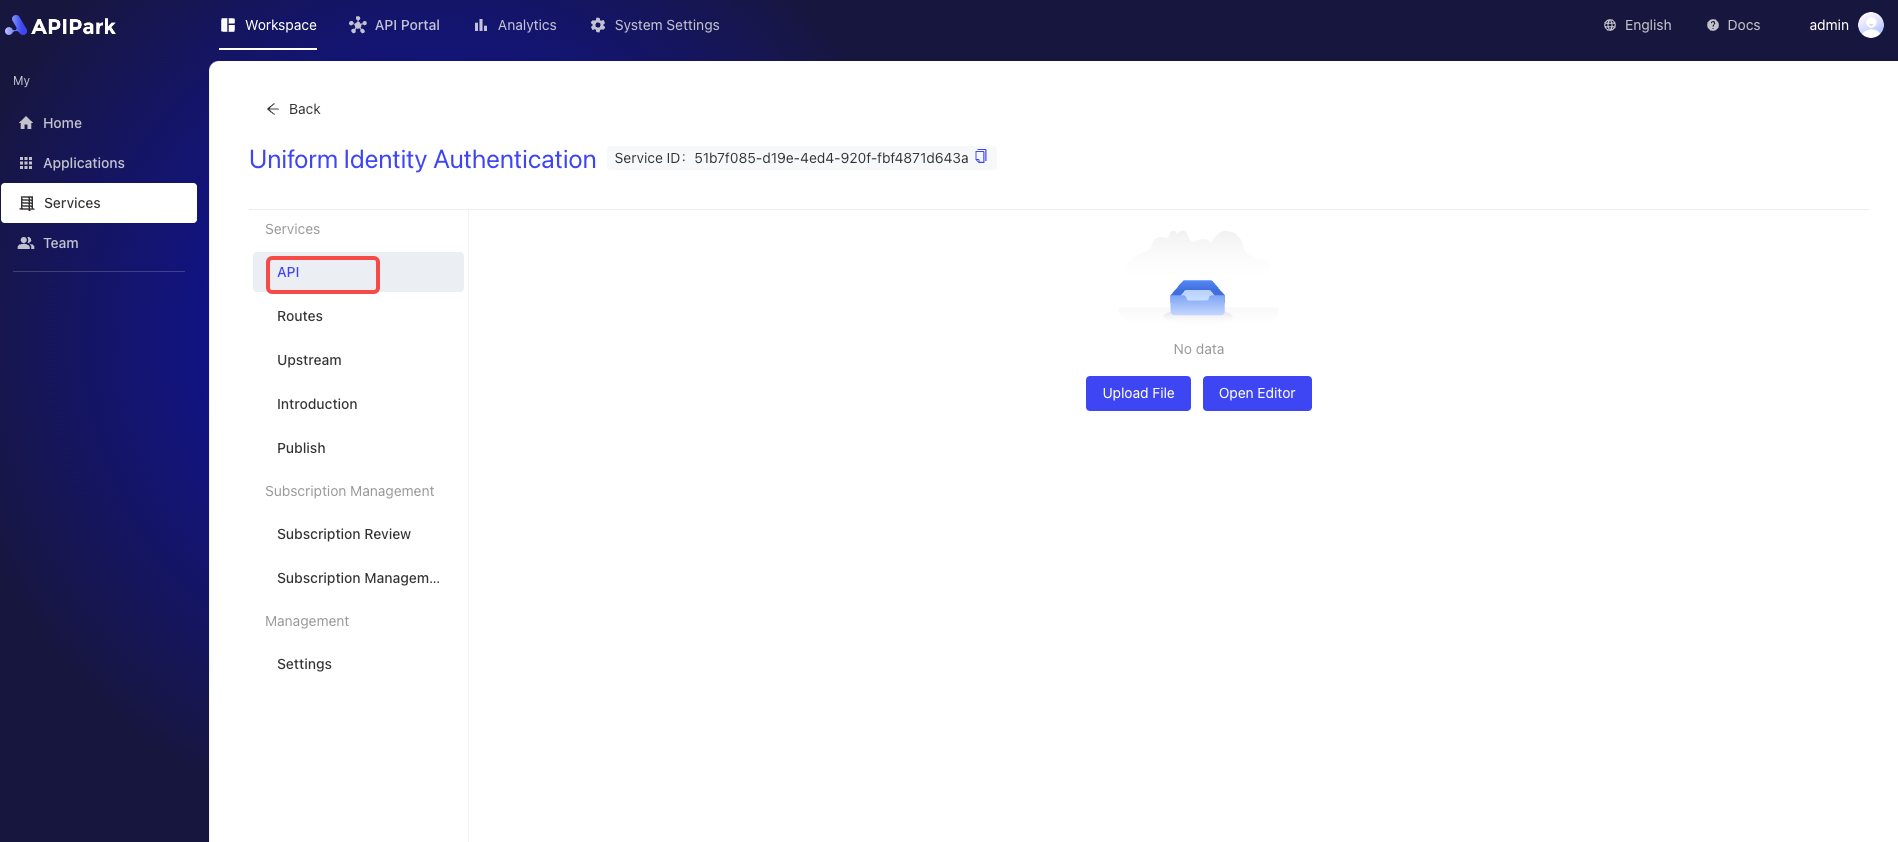 APIPark
Workspace
API Portal
Analytics
System Settings
English
Docs
admin
My
Home
Applications
Services
Team
Back
Uniform Identity Authentication
Service ID: 51b7f085-d19e-4ed4-920f-fbf4871d643a
Services
API
Routes
Upstream
Introduction
Publish
Subscription Management
Subscription Review
Subscription Managem...
Management
Settings
No data
Upload File
Open Editor